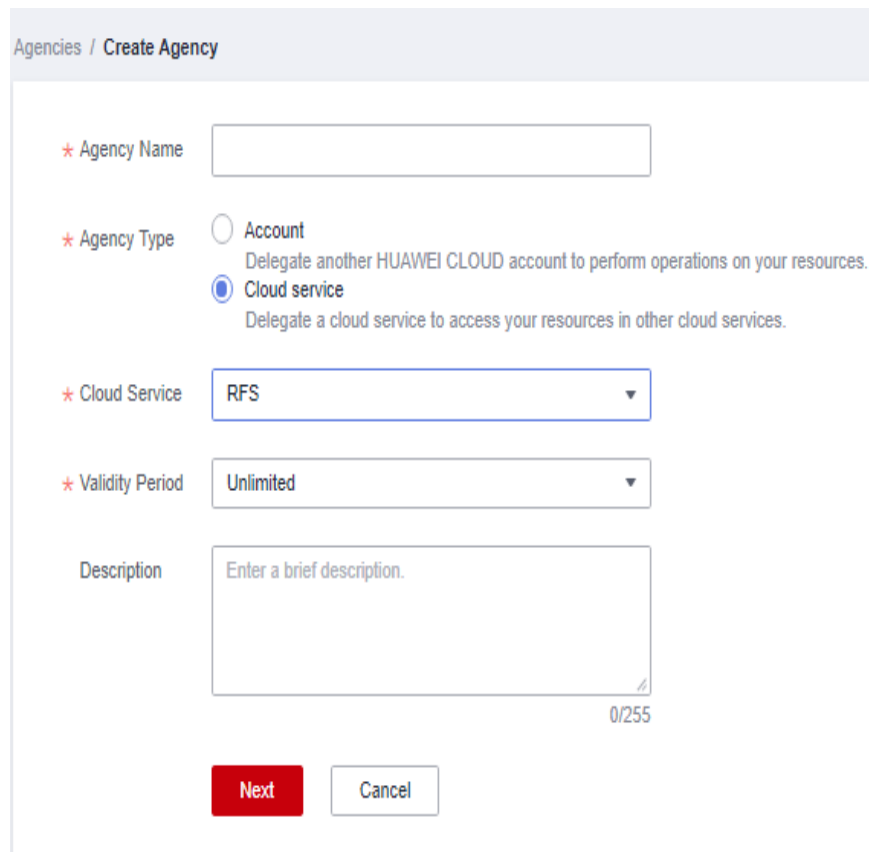 Agencies / Create Agency
* Agency Name
* Agency Type
Account
Delegate another HUAWEI CLOUD account to perform operations on your resources.
Cloud service
Delegate a cloud service to access your resources in other cloud services.
* Cloud Service RFS
* Validity Period Unlimited
Description Enter a brief description.
0/255
Next Cancel